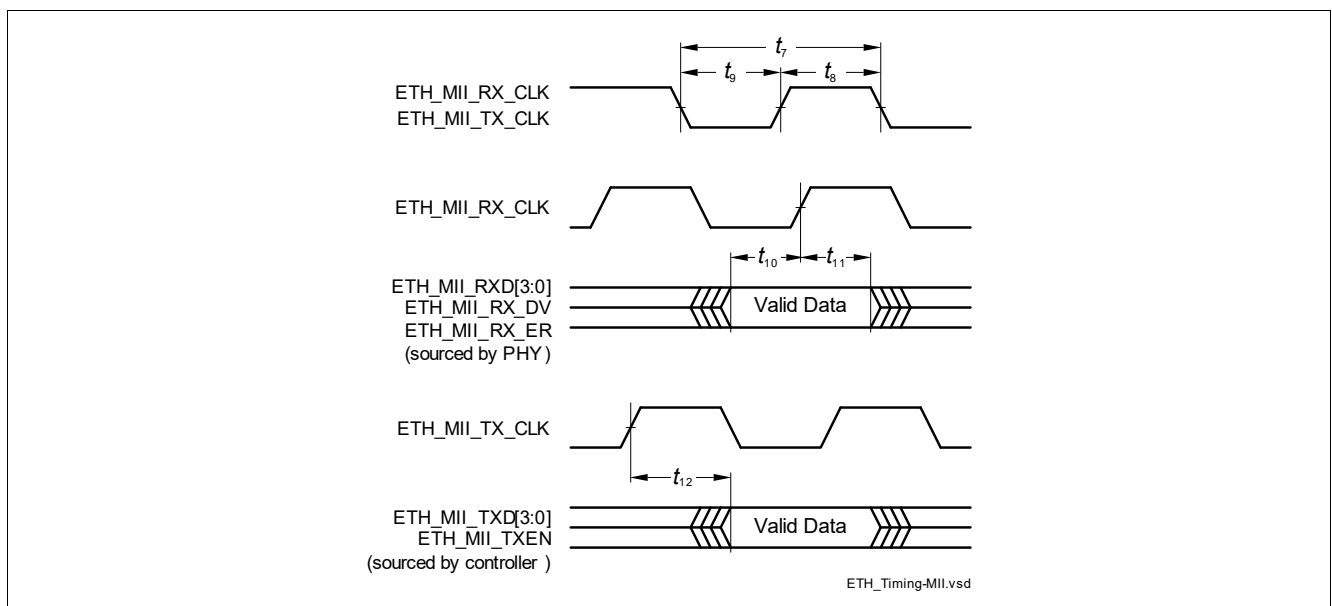 t7
t9
t8
ETH_MII_RX_CLK
ETH_MII_TX_CLK
ETH_MII_RX_CLK
t10
t11
ETH_MII_RXD[3:0]
ETH_MII_RX_DV
Valid Data
ETH_MII_RX_ER
(sourced by PHY )
ETH_MII_TX_CLK
t12
ETH_MII_TXD[3:0]
Valid Data
ETH_MII_TXEN
(sourced by controller )
ETH_Timing-MII.vsd